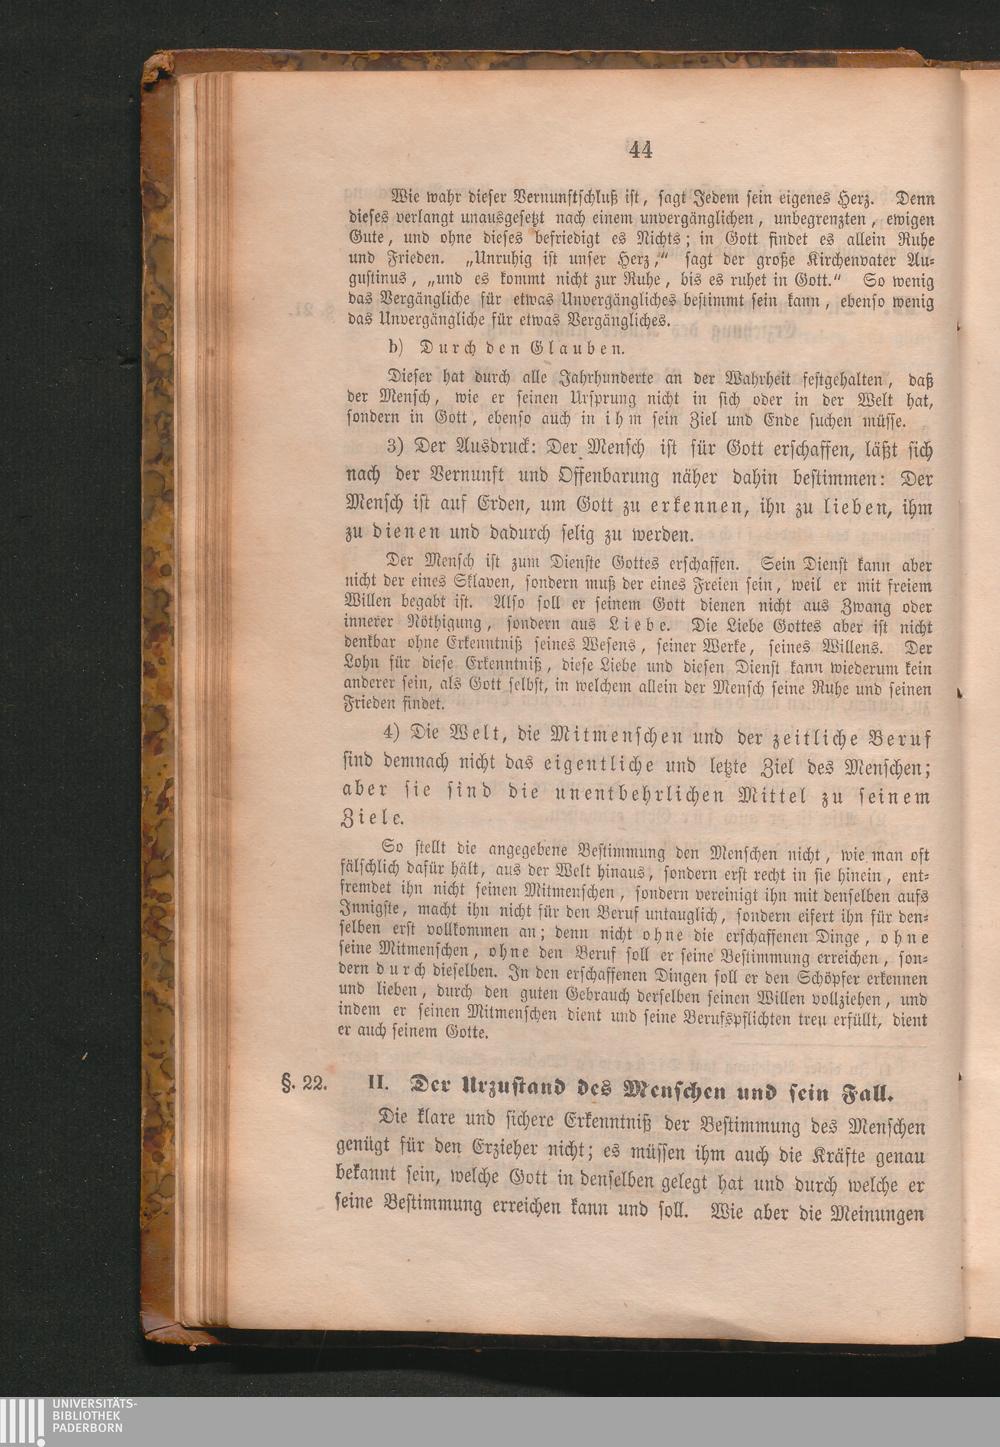 44
Wie wahr dieser Vernunftschluß ist, sagt Jedem sein eigenes Herz. Denn
dieses verlangt unausgesetzt nach einem unvergänglichen, unbegrenzten, ewigen
Gute, und ohne dieses befriedigt es Nichts; in Gott findet es allein Ruhe
und Frieden. „Unruhig ist unser Herz,“ sagt der große Kirchenvater Au-
gustinus, „und es kommt nicht zur Ruhe, bis es ruhet in Gott.“ So wenig
das Vergängliche für etwas Unvergängliches bestimmt sein kann, ebenso wenig
das Unvergängliche für etwas Vergängliches.
b) Durch den Glauben.
Dieser hat durch alle Jahrhunderte an der Wahrheit festgehalten, daß
der Mensch, wie er seinen Ursprung nicht in sich oder in der Welt hat,
sondern in Gott, ebenso auch in ihm sein Ziel und Ende suchen müsse.
3) Der Ausdruck: Der Mensch ist für Gott erschaffen, läßt sich
nach der Vernunft und Offenbarung näher dahin bestimmen: Der
Mensch ist auf Erden, um Gott zu erkennen, ihn zu lieben, ihm
zu dienen und dadurch selig zu werden.
Der Mensch ist zum Dienste Gottes erschaffen. Sein Dienst kann aber
nicht der eines Sklaven, sondern muß der eines Freien sein, weil er mit freiem
Willen begabt ist. Also soll er seinem Gott dienen nicht aus Zwang oder
innerer Nöthigung, sondern aus Liebe. Die Liebe Gottes aber ist nicht
denkbar ohne Erkenntniß seines Wesens, seiner Werke, seines Willens. Der
Lohn für diese Erkenntniß, diese Liebe und diesen Dienst kann wiederum kein
anderer sein, als Gott selbst, in welchem allein der Mensch seine Ruhe und seinen
Frieden findet.
4) Die Welt, die Mitmenschen und der zeitliche Beruf
sind demnach nicht das eigentliche und letzte Ziel des Menschen;
aber sie sind die unentbehrlichen Mittel zu seinem
Ziele.
So stellt die angegebene Bestimmung den Menschen nicht, wie man oft
fälschlich dafür hält, aus der Welt hinaus, sondern erst recht in sie hinein, ent-
fremdet ihn nicht seinen Mitmenschen, sondern vereinigt ihn mit denselben aufs
Innigste, macht ihn nicht für den Beruf untauglich, sondern eifert ihn für den-
selben erst vollkommen an; denn nicht ohne die erschaffenen Dinge, ohne
seine Mitmenschen, ohne den Beruf soll er seine Bestimmung erreichen, son-
dern durch dieselben. In den erschaffenen Dingen soll er den Schöpfer erkennen
und lieben, durch den guten Gebrauch derselben seinen Willen vollziehen, und
indem er seinen Mitmenschen dient und seine Berufspflichten treu erfüllt, dient
er auch seinem Gotte.
§. 22. II. Der Urzustand des Menschen und sein Fall.
Die klare und sichere Erkenntniß der Bestimmung des Menschen
genügt für den Erzieher nicht; es müssen ihm auch die Kräfte genau
bekannt sein, welche Gott in denselben gelegt hat und durch welche er
seine Bestimmung erreichen kann und soll. Wie aber die Meinungen
UNIVERSITÄTS-
BIBLIOTHEK
PADERBORN